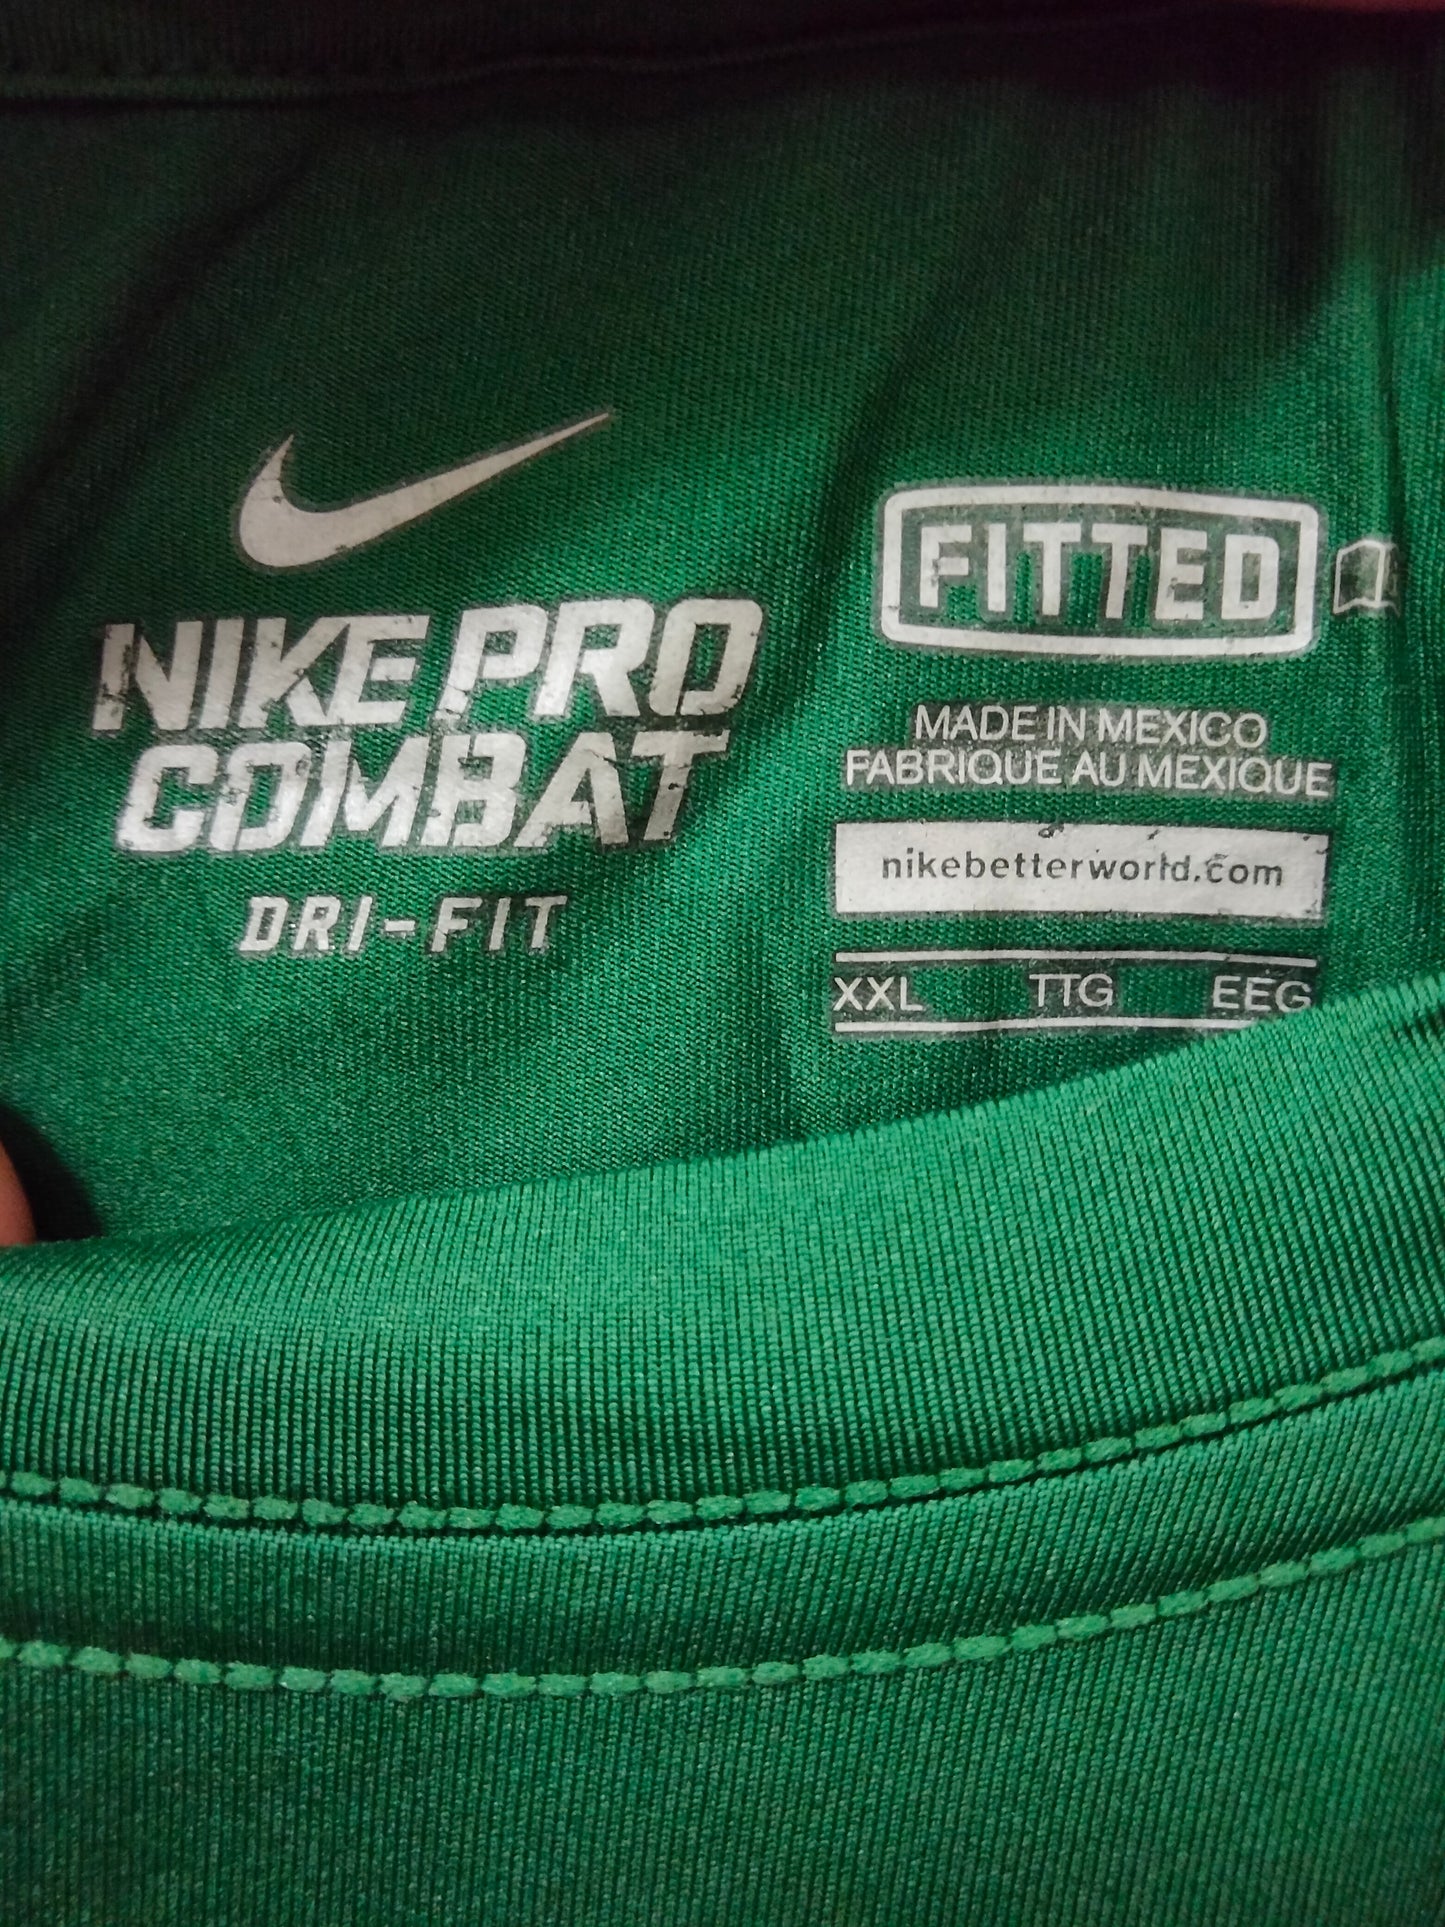 NIKE PRO
COMBAT
DRI-FIT
FITTED
MADE IN MEXICO
FABRIQUE AU MEXIQUE
nikebetterworld.com
XXL TTG EEG